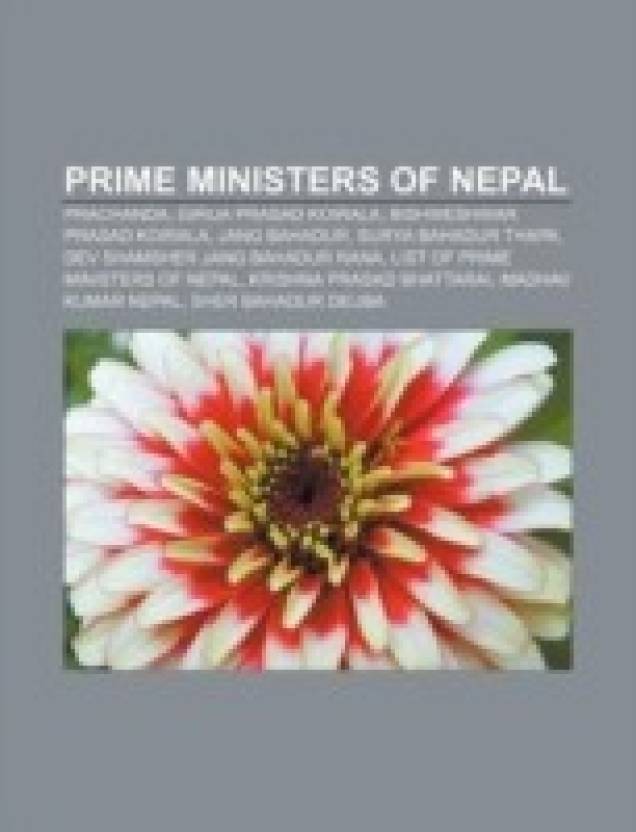 PRIME MINISTERS OF NEPAL
PRACHANDA, GIRIJA PRASAD KOIRALA, BISHWESHWAR
PRASAD KOIRALA, JANG BAHADUR, SURYA BAHADUR THAPA,
DEV SHAMSHER JANG BAHADUR RANA, LIST OF PRIME
MINISTERS OF NEPAL, KRISHNA PRASAD BHATTARAI, MADHAV
KUMAR NEPAL, SHER BAHADUR DEUBA